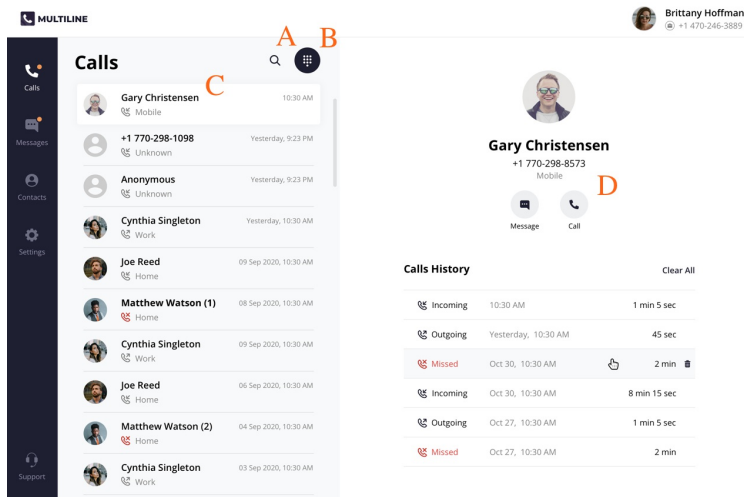 MULTILINE
Brittany Hoffman
+1 470-246-3889
A
B
Calls
C
D
Calls
Messages
Contacts
Settings
Support
Gary Christensen 10:30 AM
Mobile
+1 770-298-1098 Yesterday, 9:23 PM
Unknown
Anonymous Yesterday, 9:23 PM
Unknown
Cynthia Singleton Yesterday, 10:30 AM
Work
Joe Reed 09 Sep 2020, 10:30 AM
Home
Matthew Watson (1) 08 Sep 2020, 10:30 AM
Home
Cynthia Singleton 09 Sep 2020, 10:30 AM
Work
Joe Reed 06 Sep 2020, 10:30 AM
Home
Matthew Watson (2) 04 Sep 2020, 10:30 AM
Home
Cynthia Singleton 03 Sep 2020, 10:30 AM
Work
Gary Christensen
+1 770-298-8573
Mobile
Message Call
Calls History Clear All
Incoming 10:30 AM 1 min 5 sec
Outgoing Yesterday, 10:30 AM 45 sec
Missed Oct 30, 10:30 AM 2 min
Incoming Oct 30, 10:30 AM 8 min 15 sec
Outgoing Oct 27, 10:30 AM 1 min 5 sec
Missed Oct 27, 10:30 AM 2 min